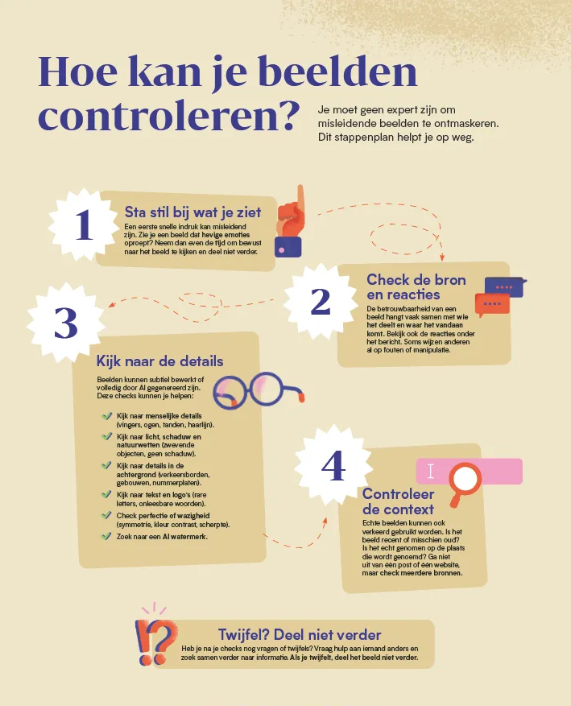 Hoe kan je beelden
controleren?
Je moet geen expert zijn om
misleidende beelden te ontmaskeren.
Dit stappenplan helpt je op weg.
1
Sta stil bij wat je ziet
Een eerste snelle indruk kan misleidend
zijn. Zie je een beeld dat hevige emoties
oproept? Neem dan even de tijd om bewust
naar het beeld te kijken en deel niet verder.
2
Check de bron
en reacties
De betrouwbaarheid van een
beeld hangt vaak samen met wie
het deelt en waar het vandaan
komt. Bekijk ook de reacties onder
het bericht. Soms wijzen anderen
al op fouten of manipulatie.
3
Kijk naar de details
Beelden kunnen subtiel bewerkt of
volledig door AI gegenereerd zijn.
Deze checks kunnen je helpen:
Kijk naar menselijke details
(vingers, ogen, tanden, haarlijn).
Kijk naar licht, schaduw en
natuurwetten (zwevende
objecten, geen schaduw).
Kijk naar details in de
achtergrond (verkeersborden,
gebouwen, nummerplaten).
Kijk naar tekst en logo's (rare
letters, onleesbare woorden).
Check perfectie of wazigheid
(symmetrie, kleur contrast, scherpte).
Zoek naar een AI watermerk.
4
Controleer
de context
Echte beelden kunnen ook
verkeerd gebruikt worden. Is het
beeld recent of misschien oud?
Is het echt genomen op de plaats
die wordt genoemd? Ga niet
uit van één post of één website,
maar check meerdere bronnen.
!?
Twijfel? Deel niet verder
Heb je na je checks nog vragen of twijfels? Vraag hulp aan iemand anders en
zoek samen verder naar informatie. Als je twijfelt, deel het beeld niet verder.